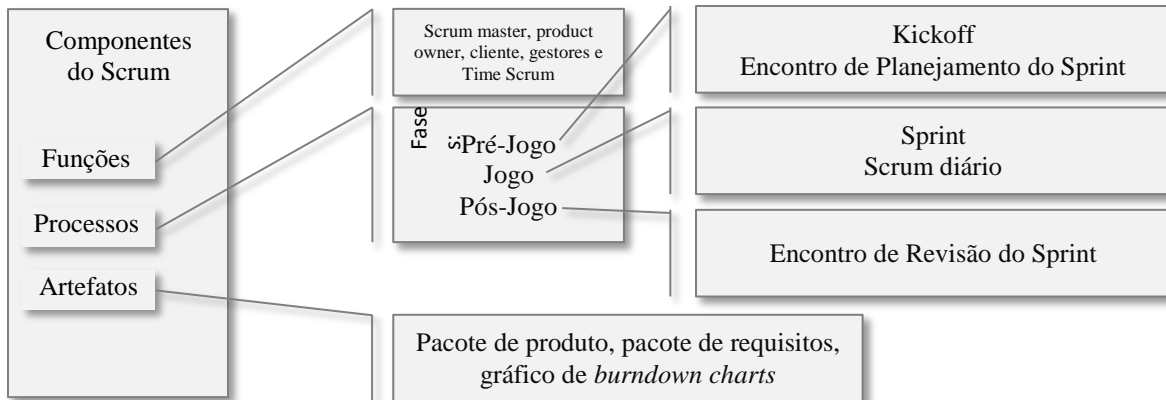 Componentes
do Scrum
Funções
Processos
Artefatos
Scrum master, product
owner, cliente, gestores e
Time Scrum
Fase
s:
Pré-Jogo
Jogo
Pós-Jogo
Kickoff
Encontro de Planejamento do Sprint
Sprint
Scrum diário
Encontro de Revisão do Sprint
Pacote de produto, pacote de requisitos,
gráfico de burndown charts